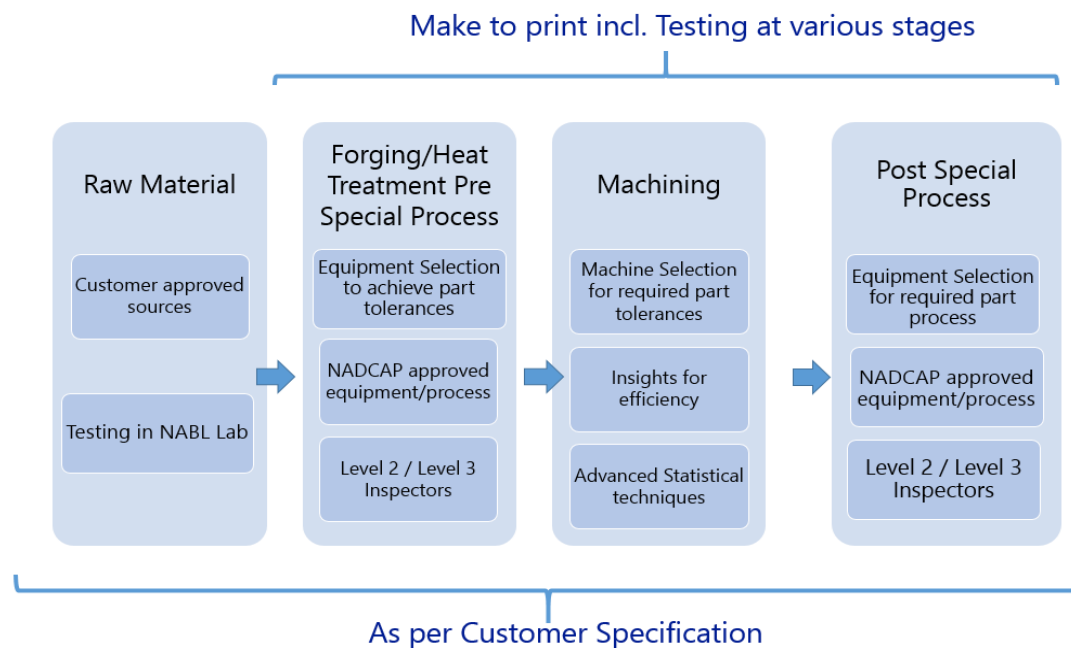 Make to print incl. Testing at various stages
Raw Material
Customer approved
sources
Testing in NABL Lab
Forging/Heat
Treatment Pre
Special Process
Equipment Selection
to achieve part
tolerances
NADCAP approved
equipment/process
Level 2 / Level 3
Inspectors
Machining
Machine Selection
for required part
tolerances
Insights for
efficiency
Advanced Statistical
techniques
Post Special
Process
Equipment Selection
for required part
process
NADCAP approved
equipment/process
Level 2 / Level 3
Inspectors
As per Customer Specification